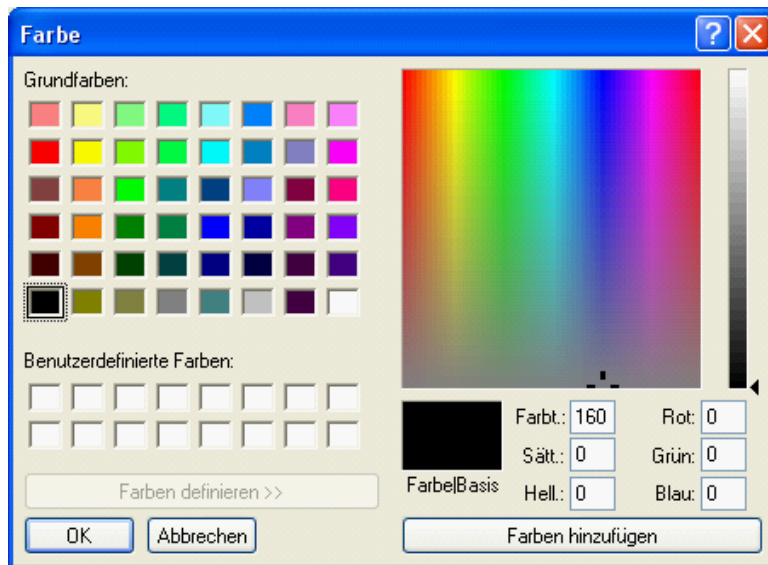 Farbe
Grundfarben:
Benutzerdefinierte Farben:
Farben definieren >>
OK
Abbrechen
Farbe|Basis
Farbt.: 160
Sätt.: 0
Hell.: 0
Rot: 0
Grün: 0
Blau: 0
Farben hinzufügen